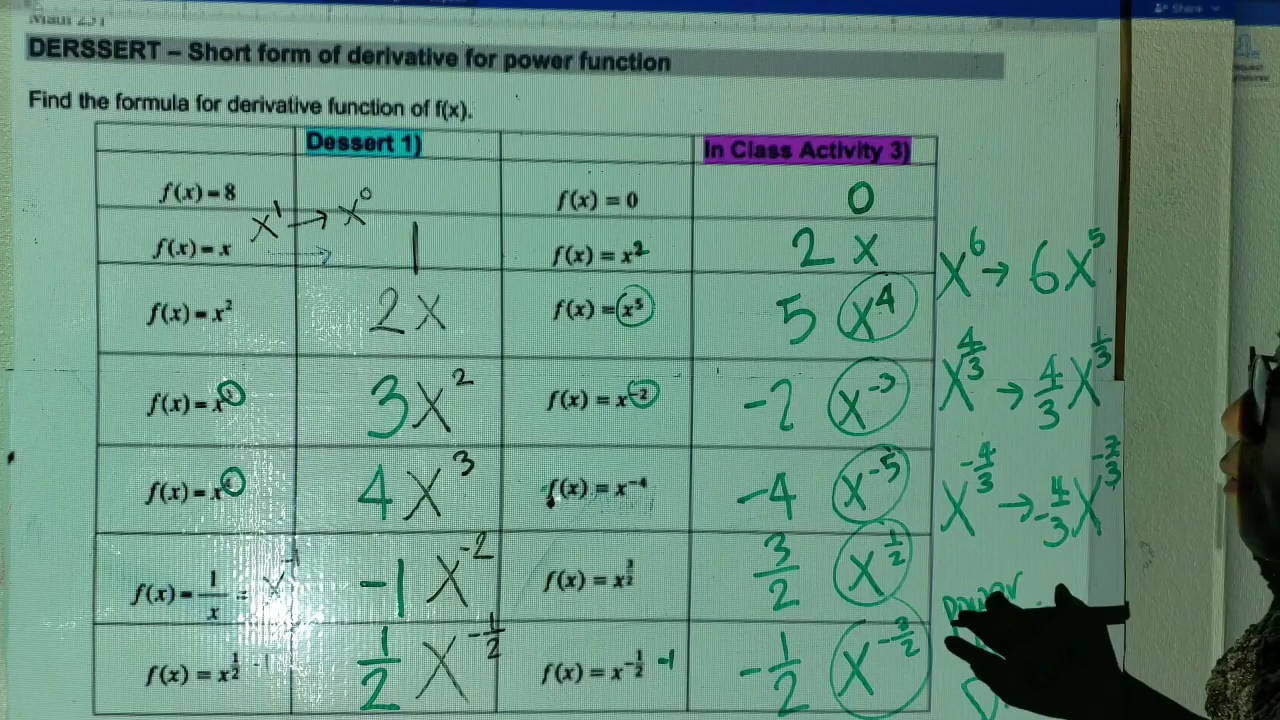 Math 251
Share
DERSSERT – Short form of derivative for power function
Find the formula for derivative function of f(x).
Dessert 1) In Class Activity 3)
f(x)=8 f(x) = 0 0
x¹ → x⁰
f(x)=x 1 f(x) = x² 2 x
x⁶ → 6x⁵
f(x)=x² 2x f(x) = x⁵ 5 x⁴
x^(4/3) → 4/3 x^(1/3)
f(x)=x³ 3x² f(x) = x⁻² -2 x⁻³
f(x)=x⁴ 4x³ f(x) = x⁻⁴ -4 x⁻⁵
x^(-4/3) → -4/3 x^(-7/3)
f(x)=1/x = x⁻¹ -1x⁻² f(x) = x^(3/2) 3/2 x^(1/2)
Power
f(x) = x^(1/2) -1 1/2 x^(-1/2) f(x) = x^(-1/2) -1 -1/2 x^(-3/2)